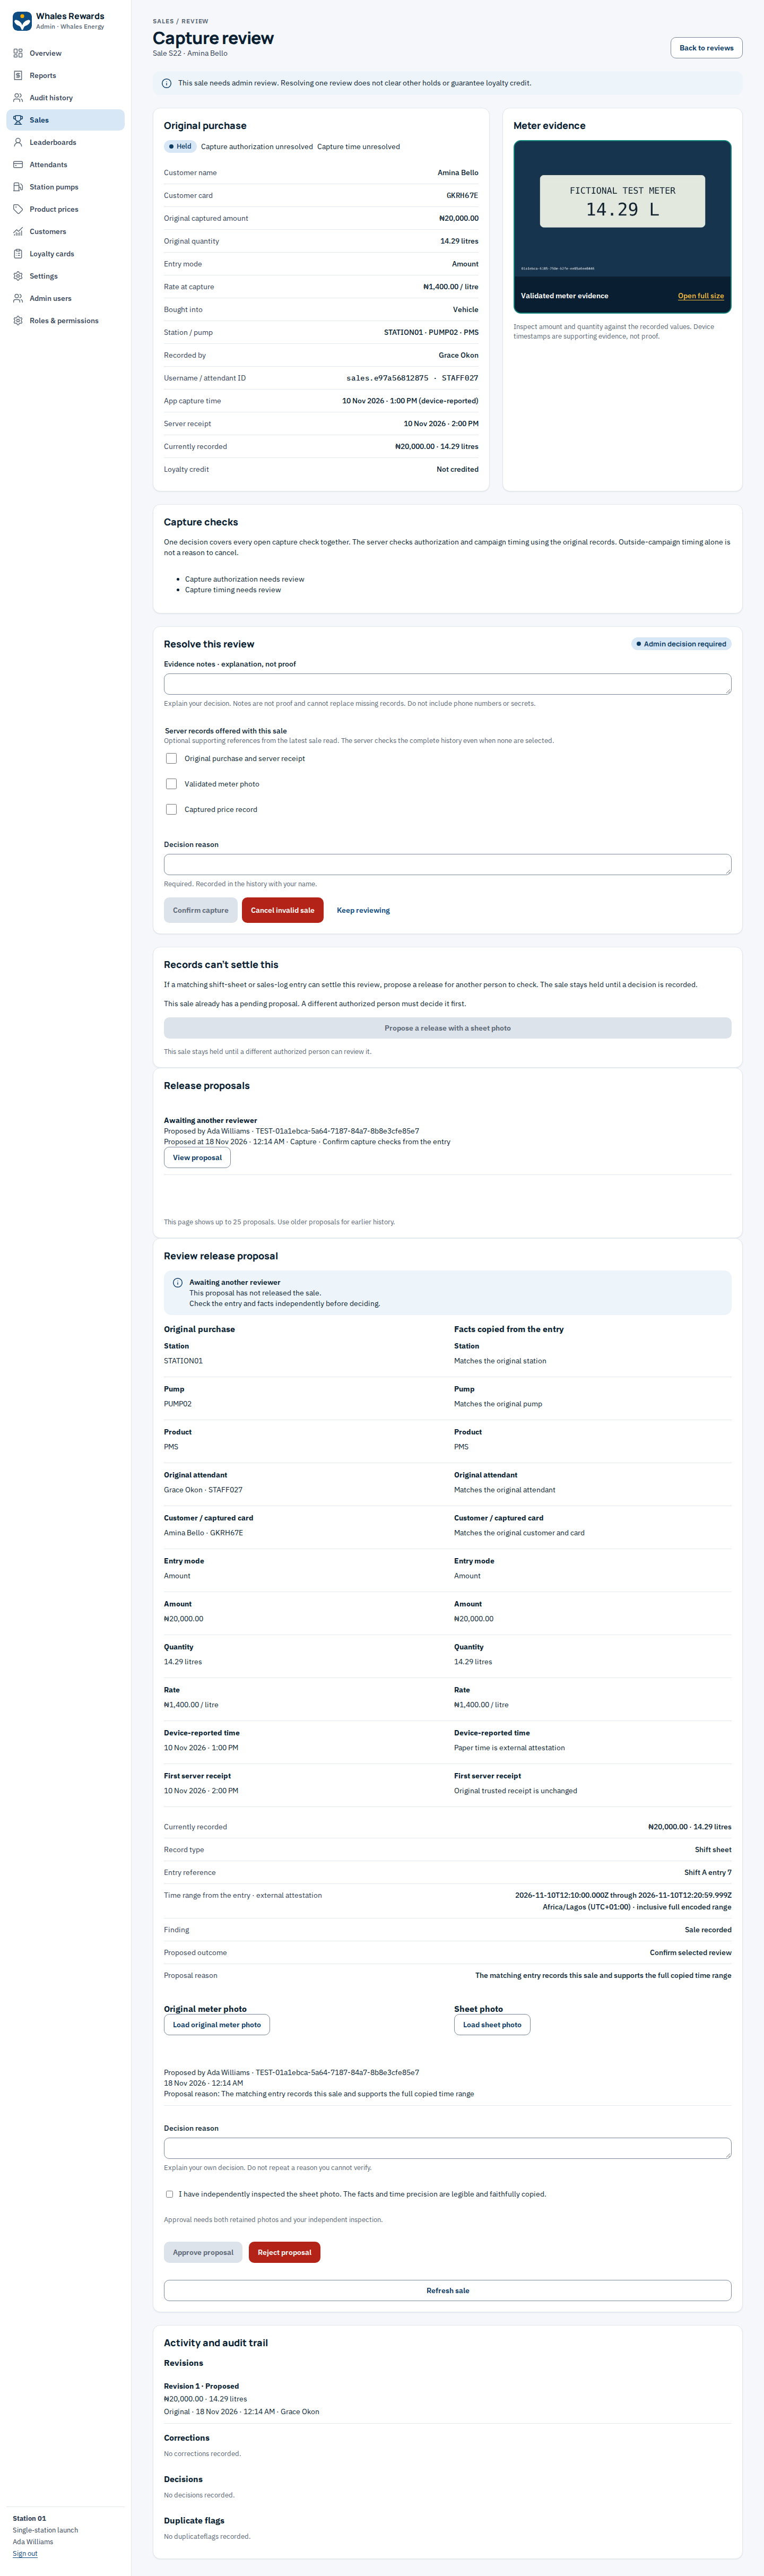 Whales Rewards
Admin · Whales Energy
Overview
Reports
Audit history
Sales
Leaderboards
Attendants
Station pumps
Product prices
Customers
Loyalty cards
Settings
Admin users
Roles & permissions
SALES / REVIEW
Capture review
Sale S22 · Amina Bello
Back to reviews
This sale needs admin review. Resolving one review does not clear other holds or guarantee loyalty credit.
Original purchase
Held Capture authorization unresolved Capture time unresolved
Customer name Amina Bello
Customer card GKRH67E
Original captured amount ₦20,000.00
Original quantity 14.29 litres
Entry mode Amount
Rate at capture ₦1,400.00 / litre
Bought into Vehicle
Station / pump STATION01 · PUMP02 · PMS
Recorded by Grace Okon
Username / attendant ID sales.e97a56812875 · STAFF027
App capture time 10 Nov 2026 · 1:00 PM (device-reported)
Server receipt 10 Nov 2026 · 2:00 PM
Currently recorded ₦20,000.00 · 14.29 litres
Loyalty credit Not credited
Meter evidence
FICTIONAL TEST METER
14.29 L
Validated meter evidence Open full size
Inspect amount and quantity against the recorded values. Device
timestamps are supporting evidence, not proof.
Capture checks
One decision covers every open capture check together. The server checks authorization and campaign timing using the original records. Outside-campaign timing alone is
not a reason to cancel.
• Capture authorization needs review
• Capture timing needs review
Resolve this review
Admin decision required
Evidence notes · explanation, not proof
Explain your decision. Notes are not proof and cannot replace missing records. Do not include phone numbers or secrets.
Server records offered with this sale
Optional supporting references from the latest sale read. The server checks the complete history even when none are selected.
Original purchase and server receipt
Validated meter photo
Captured price record
Decision reason
Required. Recorded in the history with your name.
Confirm capture Cancel invalid sale Keep reviewing
Records can't settle this
If a matching shift-sheet or sales-log entry can settle this review, propose a release for another person to check. The sale stays held until a decision is recorded.
This sale already has a pending proposal. A different authorized person must decide it first.
Propose a release with a sheet photo
This sale stays held until a different authorized person can review it.
Release proposals
Awaiting another reviewer
Proposed by Ada Williams · TEST-01a1ebca-5a64-7187-84a7-8b8e3cfe85e7
Proposed at 18 Nov 2026 · 12:14 AM · Capture · Confirm capture checks from the entry
View proposal
This page shows up to 25 proposals. Use older proposals for earlier history.
Review release proposal
Awaiting another reviewer
This proposal has not released the sale.
Check the entry and facts independently before deciding.
Original purchase Facts copied from the entry
Station Station
STATION01 Matches the original station
Pump Pump
PUMP02 Matches the original pump
Product Product
PMS PMS
Original attendant Original attendant
Grace Okon · STAFF027 Matches the original attendant
Customer / captured card Customer / captured card
Amina Bello · GKRH67E Matches the original customer and card
Entry mode Entry mode
Amount Amount
Amount Amount
₦20,000.00 ₦20,000.00
Quantity Quantity
14.29 litres 14.29 litres
Rate Rate
₦1,400.00 / litre ₦1,400.00 / litre
Device-reported time Device-reported time
10 Nov 2026 · 1:00 PM Paper time is external attestation
First server receipt First server receipt
10 Nov 2026 · 2:00 PM Original trusted receipt is unchanged
Currently recorded ₦20,000.00 · 14.29 litres
Record type Shift sheet
Entry reference Shift A entry 7
Time range from the entry · external attestation 2026-11-10T12:10:00.000Z through 2026-11-10T12:20:59.999Z
Africa/Lagos (UTC+01:00) · inclusive full encoded range
Finding Sale recorded
Proposed outcome Confirm selected review
Proposal reason The matching entry records this sale and supports the full copied time range
Original meter photo Sheet photo
Load original meter photo Load sheet photo
Proposed by Ada Williams · TEST-01a1ebca-5a64-7187-84a7-8b8e3cfe85e7
18 Nov 2026 · 12:14 AM
Proposal reason: The matching entry records this sale and supports the full copied time range
Decision reason
Explain your own decision. Do not repeat a reason you cannot verify.
I have independently inspected the sheet photo. The facts and time precision are legible and faithfully copied.
Approval needs both retained photos and your independent inspection.
Approve proposal Reject proposal
Refresh sale
Activity and audit trail
Revisions
Revision 1 · Proposed
₦20,000.00 · 14.29 litres
Original · 18 Nov 2026 · 12:14 AM · Grace Okon
Corrections
No corrections recorded.
Decisions
No decisions recorded.
Duplicate flags
No duplicateflags recorded.
Station 01
Single-station launch
Ada Williams
Sign out